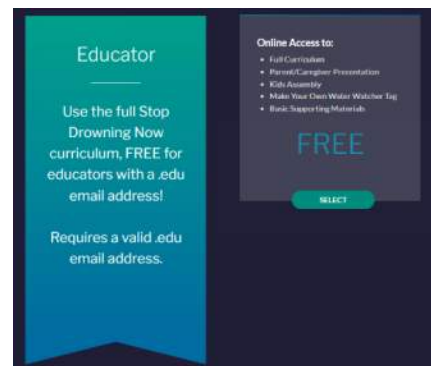 Educator
Use the full Stop
Drowning Now
curriculum, FREE for
educators with a .edu
email address!
Requires a valid .edu
email address.
Online Access to:
Full Curriculum
Parent/Caregiver Presentation
Kids Assembly
Make Your Own Water Watcher Tag
Basic Supporting Materials
FREE
SELECT